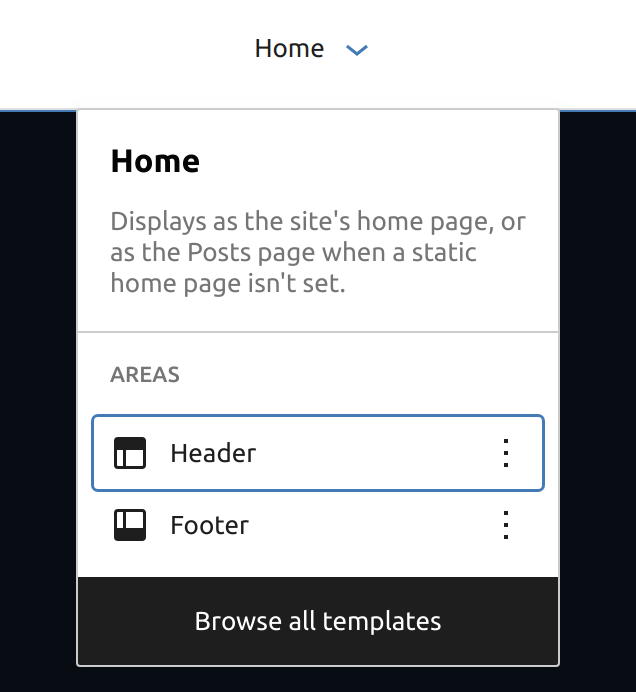 Home
Home
Displays as the site's home page, or
as the Posts page when a static
home page isn't set.
AREAS
Header
Footer
Browse all templates